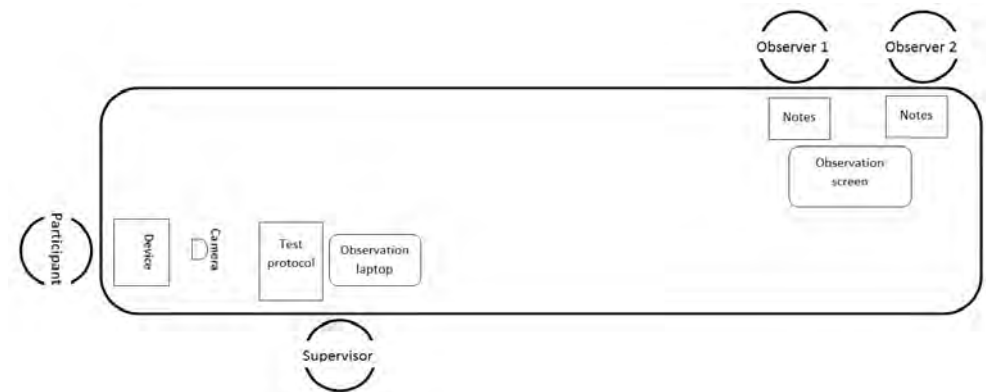 Observer 1
Observer 2
Notes
Notes
Observation
screen
Participant
Device
Camera
Test
protocol
Observation
laptop
Supervisor